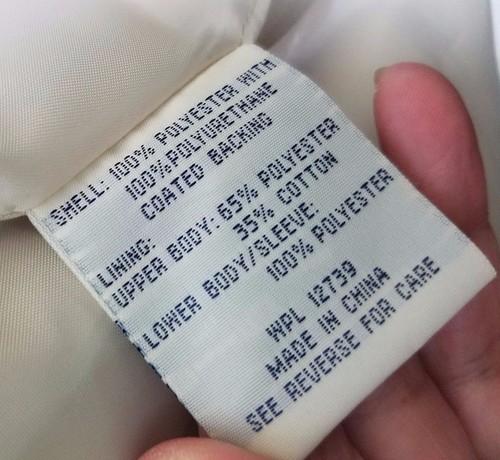 SHELL: 100% POLYESTER WITH
100% POLYURETHANE
COATED BACKING
LINING:
UPPER BODY: 65% POLYESTER
35% COTTON
LOWER BODY/SLEEVE:
100% POLYESTER
WPL 12739
MADE IN CHINA
SEE REVERSE FOR CARE